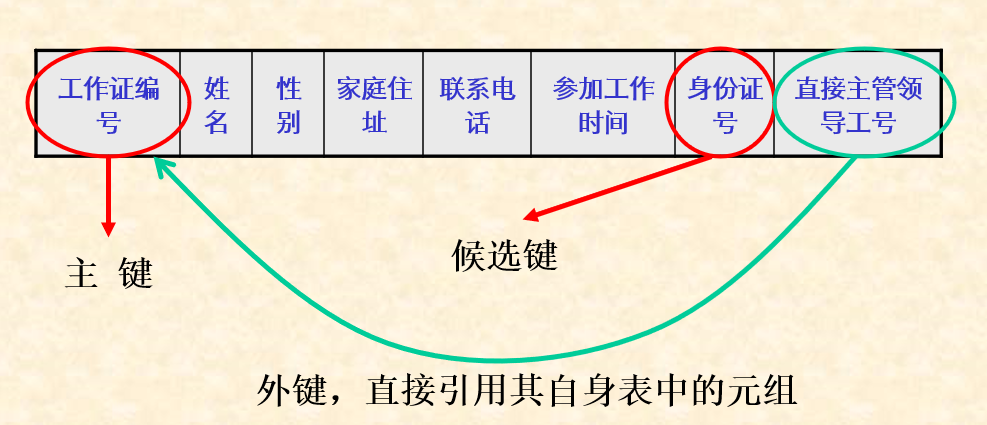 工作证编号
姓名
性别
家庭住址
联系电话
参加工作时间
身份证号
直接主管领导工号
主 键
候选键
外键，直接引用其自身表中的元组